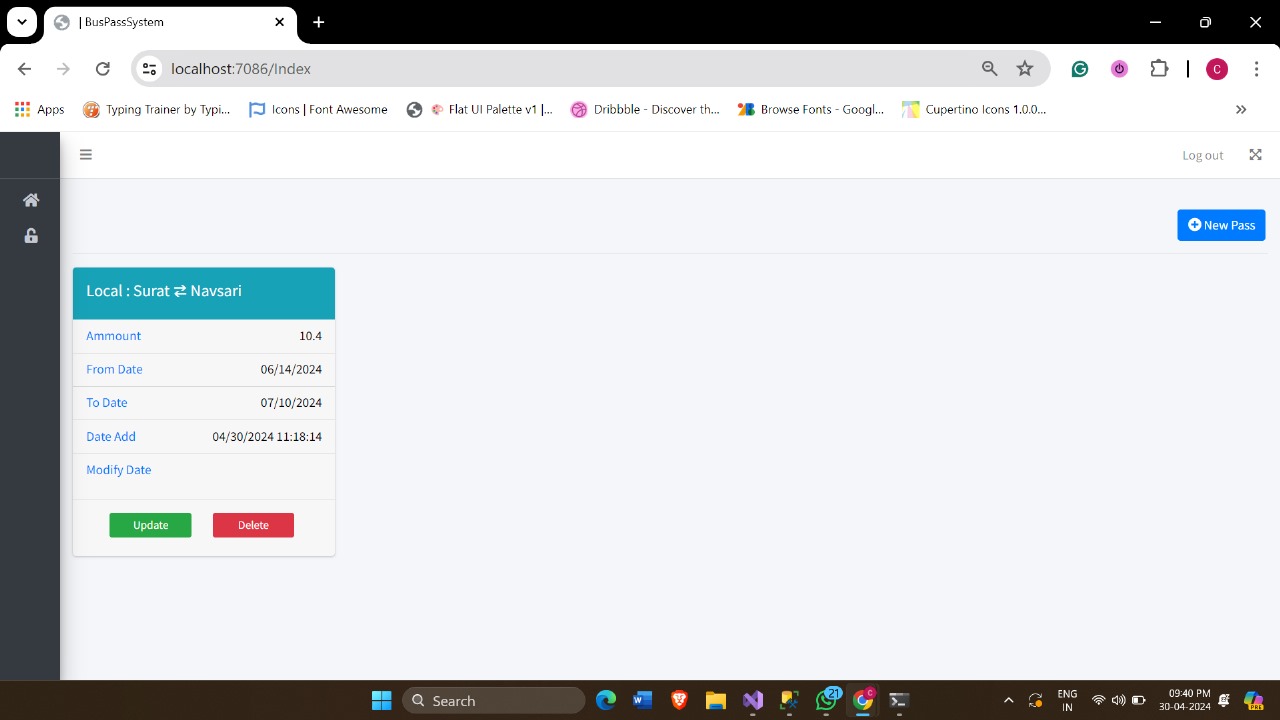 | BusPassSystem
localhost:7086/Index
Apps Typing Trainer by Typi... Icons | Font Awesome Flat UI Palette v1 |... Dribbble - Discover th... Browse Fonts - Googl... Cupertino Icons 1.0.0... »
Log out
New Pass
Local : Surat ⇄ Navsari
Ammount 10.4
From Date 06/14/2024
To Date 07/10/2024
Date Add 04/30/2024 11:18:14
Modify Date
Update Delete
Search 21 C ENG 09:40 PM
IN 30-04-2024 PRE